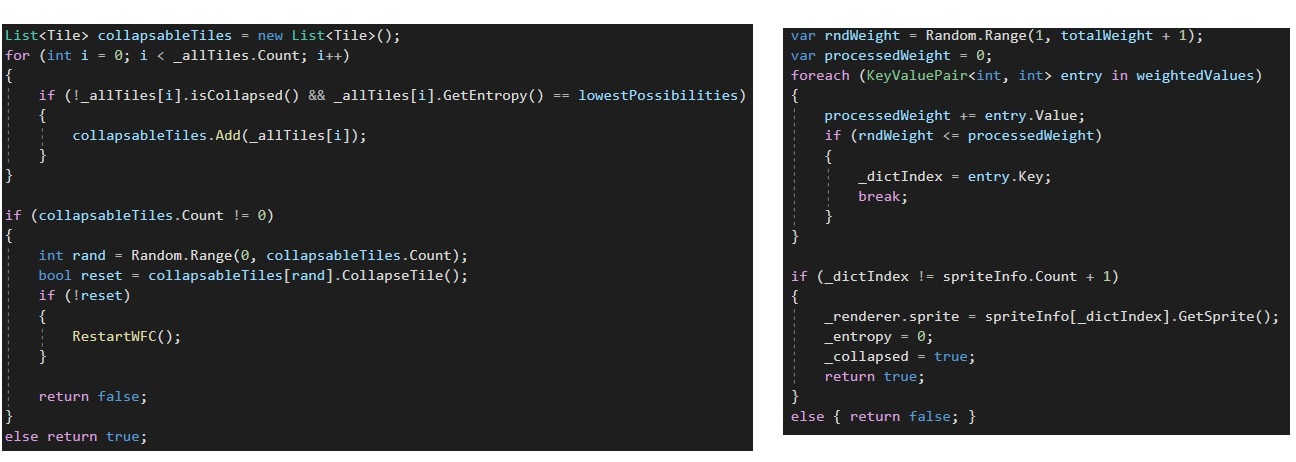 List<Tile> collapsableTiles = new List<Tile>();
for (int i = 0; i < _allTiles.Count; i++)
{
    if (!_allTiles[i].isCollapsed() && _allTiles[i].GetEntropy() == lowestPossibilities)
    {
        collapsableTiles.Add(_allTiles[i]);
    }
}

if (collapsableTiles.Count != 0)
{
    int rand = Random.Range(0, collapsableTiles.Count);
    bool reset = collapsableTiles[rand].CollapseTile();
    if (!reset)
    {
        RestartWFC();
    }

    return false;
}
else return true;

var rndWeight = Random.Range(1, totalWeight + 1);
var processedWeight = 0;
foreach (KeyValuePair<int, int> entry in weightedValues)
{
    processedWeight += entry.Value;
    if (rndWeight <= processedWeight)
    {
        _dictIndex = entry.Key;
        break;
    }
}

if (_dictIndex != spriteInfo.Count + 1)
{
    _renderer.sprite = spriteInfo[_dictIndex].GetSprite();
    _entropy = 0;
    _collapsed = true;
    return true;
}
else { return false; }